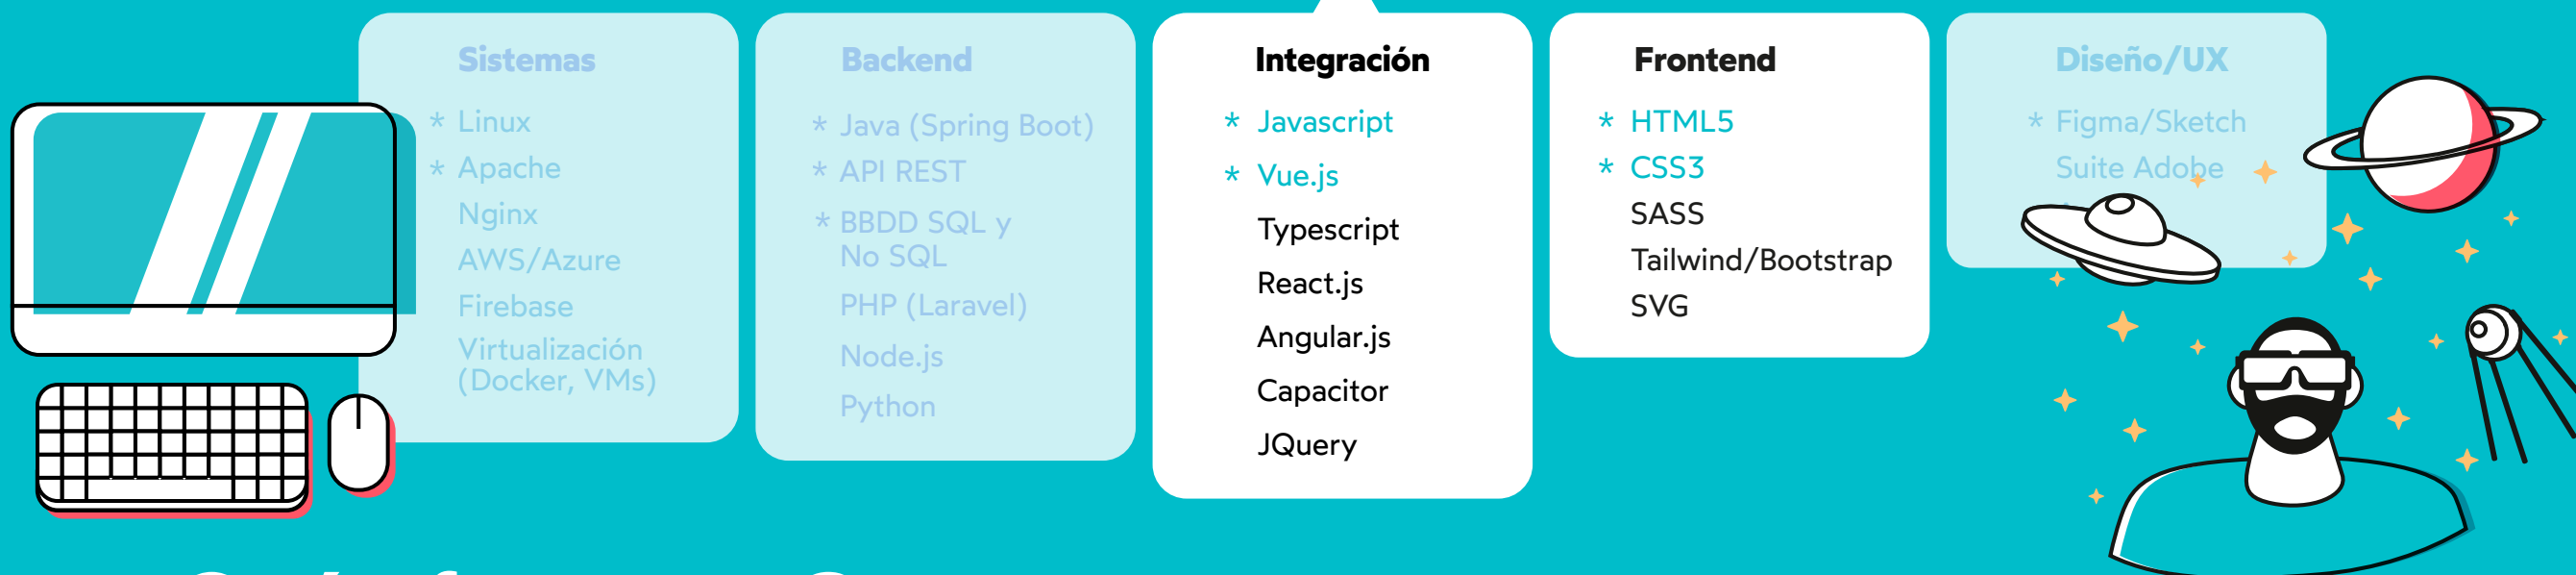 Sistemas
* Linux
* Apache
Nginx
AWS/Azure
Firebase
Virtualización
(Docker, VMs)
Backend
* Java (Spring Boot)
* API REST
* BBDD SQL y
No SQL
PHP (Laravel)
Node.js
Python
Integración
* Javascript
* Vue.js
Typescript
React.js
Angular.js
Capacitor
JQuery
Frontend
* HTML5
* CSS3
SASS
Tailwind/Bootstrap
SVG
Diseño/UX
* Figma/Sketch
Suite Adobe